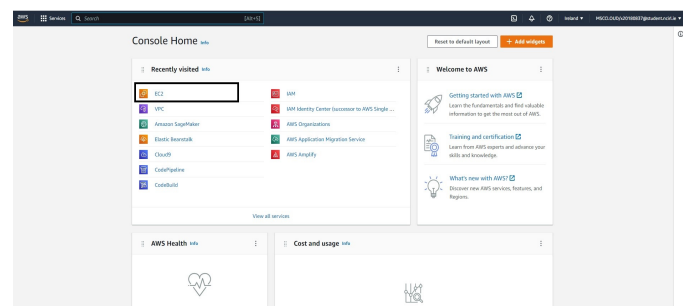 aws
Services
Search
[Alt+S]
Ireland ▼
MSCCLOUD/x20180837@student.ncirl.ie ▼
Console Home Info
Reset to default layout
+ Add widgets
Recently visited Info
EC2
VPC
Amazon SageMaker
Elastic Beanstalk
Cloud9
CodePipeline
CodeBuild
IAM
IAM Identity Center (successor to AWS Single ...
AWS Organizations
AWS Application Migration Service
AWS Amplify
View all services
Welcome to AWS
Getting started with AWS
Learn the fundamentals and find valuable
information to get the most out of AWS.
Training and certification
Learn from AWS experts and advance your
skills and knowledge.
What's new with AWS?
Discover new AWS services, features, and
Regions.
AWS Health Info
Cost and usage Info